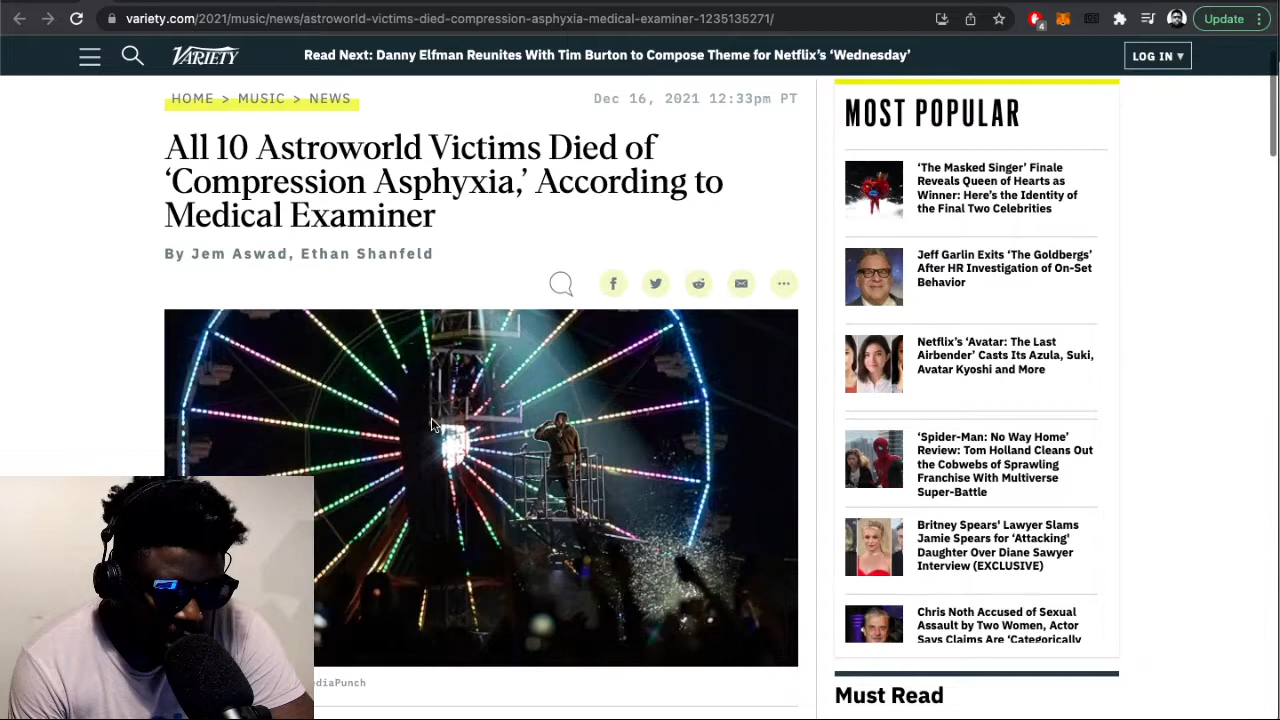 variety.com/2021/music/news/astroworld-victims-died-compression-asphyxia-medical-examiner-1235135271/
4
Update
VARIETY
Read Next: Danny Elfman Reunites With Tim Burton to Compose Theme for Netflix's ‘Wednesday’
LOG IN ▾
HOME > MUSIC > NEWS
Dec 16, 2021 12:33pm PT
All 10 Astroworld Victims Died of
‘Compression Asphyxia,’ According to
Medical Examiner
By Jem Aswad, Ethan Shanfeld
ediaPunch
MOST POPULAR
‘The Masked Singer’ Finale
Reveals Queen of Hearts as
Winner: Here’s the Identity of
the Final Two Celebrities
Jeff Garlin Exits ‘The Goldbergs’
After HR Investigation of On-Set
Behavior
Netflix’s ‘Avatar: The Last
Airbender’ Casts Its Azula, Suki,
Avatar Kyoshi and More
‘Spider-Man: No Way Home’
Review: Tom Holland Cleans Out
the Cobwebs of Sprawling
Franchise With Multiverse
Super-Battle
Britney Spears' Lawyer Slams
Jamie Spears for ‘Attacking’
Daughter Over Diane Sawyer
Interview (EXCLUSIVE)
Chris Noth Accused of Sexual
Assault by Two Women, Actor
Says Claims Are ‘Categorically
Must Read